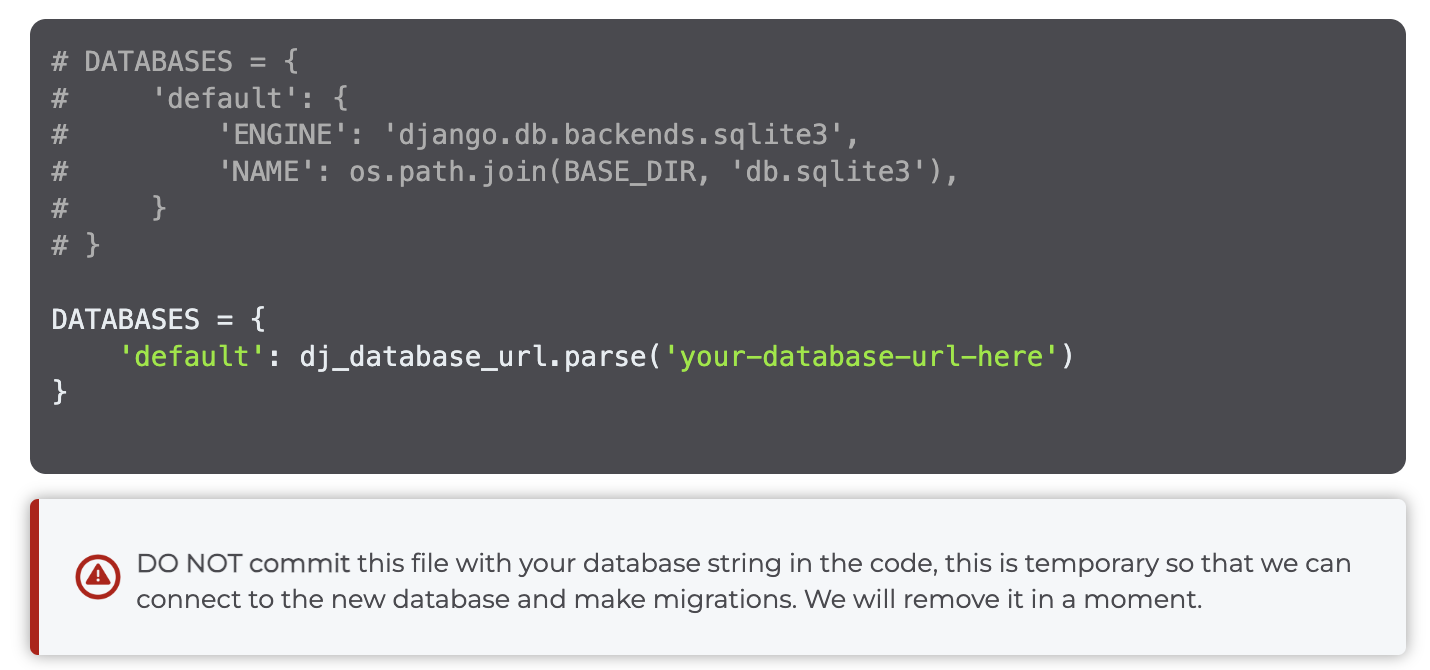 # DATABASES = {
#     'default': {
#         'ENGINE': 'django.db.backends.sqlite3',
#         'NAME': os.path.join(BASE_DIR, 'db.sqlite3'),
#     }
# }
DATABASES = {
    'default': dj_database_url.parse('your-database-url-here')
}
DO NOT commit this file with your database string in the code, this is temporary so that we can
connect to the new database and make migrations. We will remove it in a moment.